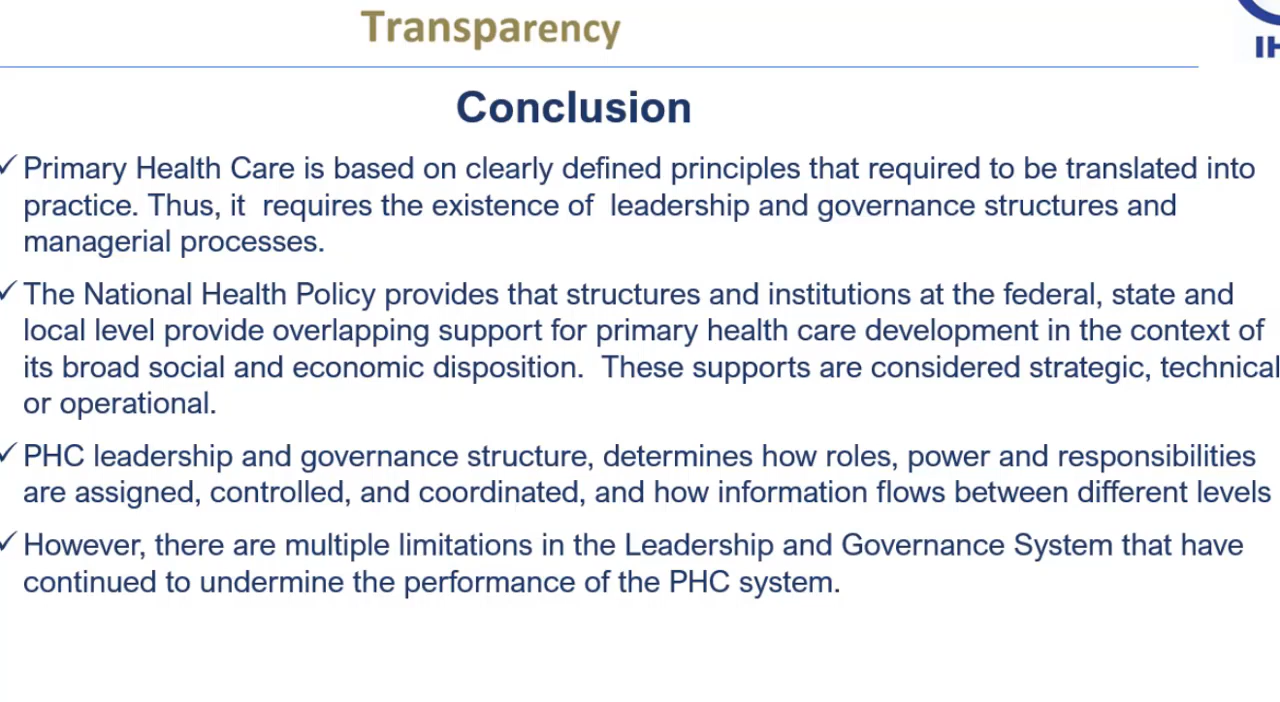 Transparency
IH
Conclusion
✓ Primary Health Care is based on clearly defined principles that required to be translated into
practice. Thus, it  requires the existence of  leadership and governance structures and
managerial processes.
✓ The National Health Policy provides that structures and institutions at the federal, state and
local level provide overlapping support for primary health care development in the context of
its broad social and economic disposition.  These supports are considered strategic, technical
or operational.
✓ PHC leadership and governance structure, determines how roles, power and responsibilities
are assigned, controlled, and coordinated, and how information flows between different levels
✓ However, there are multiple limitations in the Leadership and Governance System that have
continued to undermine the performance of the PHC system.